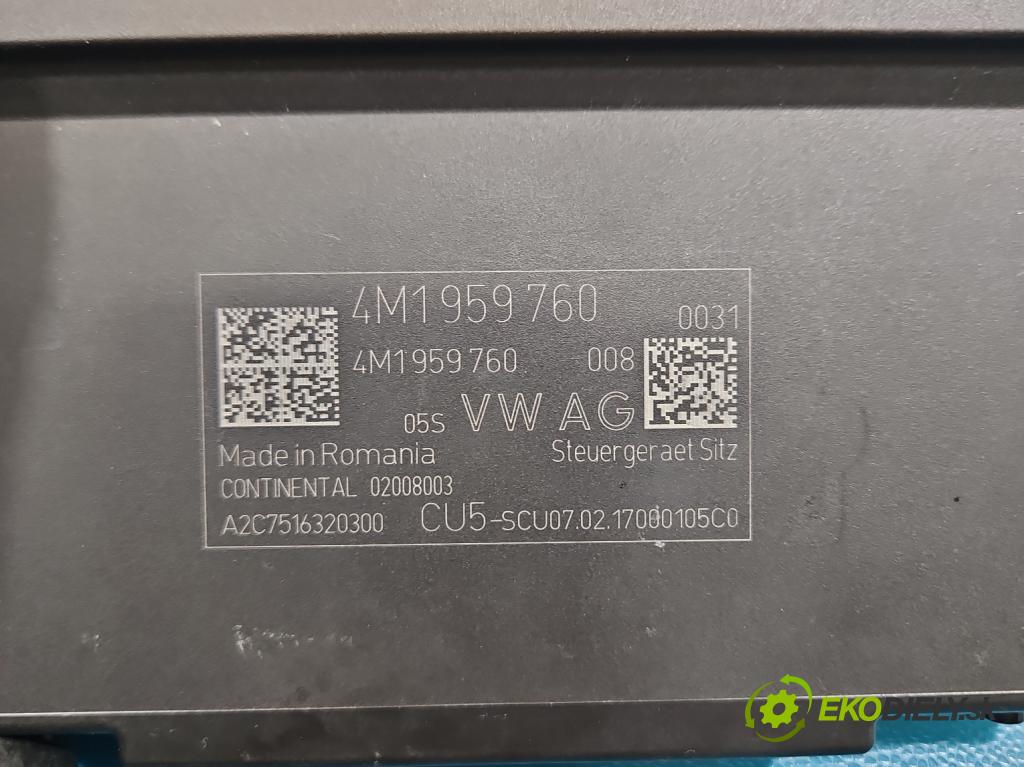 4M1 959 760
0031
4M1 959 760 008
05S VW AG
Made in Romania Steuergeraet Sitz
CONTINENTAL 02008003
A2C7516320300 CU5-SCU07.02.17000105C0
EKODIELY.SK